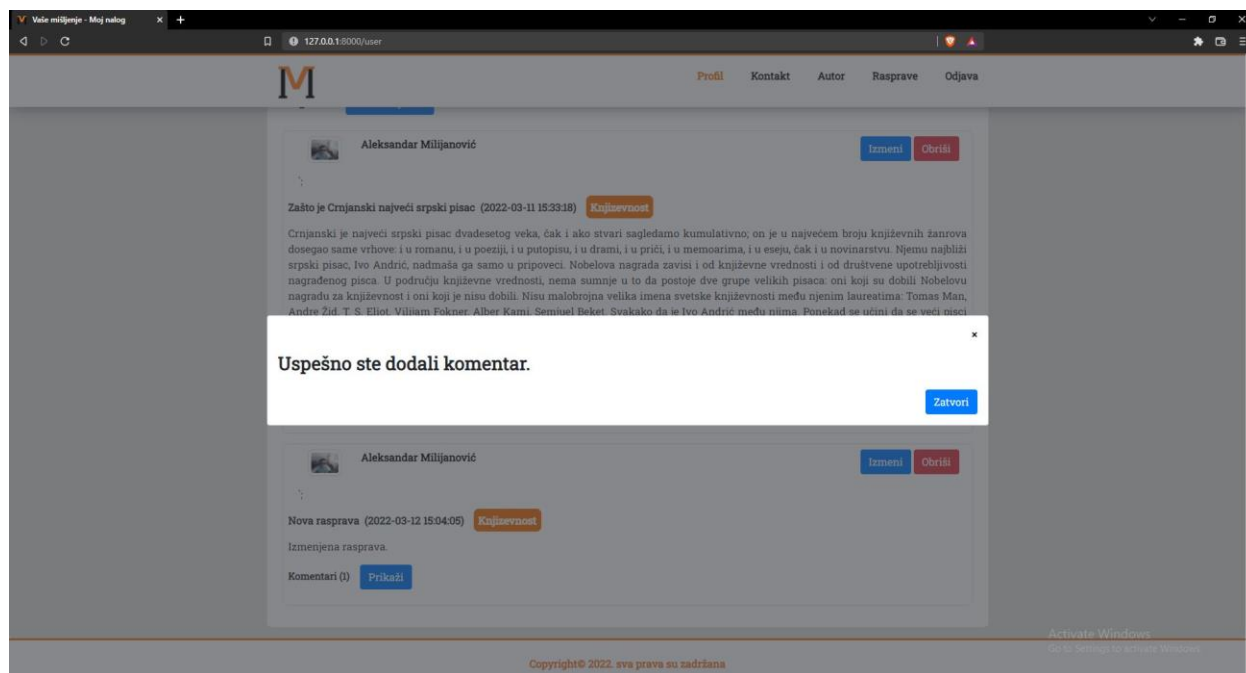 Vaše mišljenje - Moj nalog
127.0.0.1:8000/user
M
Profil Kontakt Autor Rasprave Odjava
Aleksandar Milijanović
Izmeni Obriši
';
Zašto je Crnjanski najveći srpski pisac (2022-03-11 15:33:18) Knjizevnost
Crnjanski je najveći srpski pisac dvadesetog veka, čak i ako stvari sagledamo kumulativno; on je u najvećem broju književnih žanrova
dosegao same vrhove: i u romanu, i u poeziji, i u putopisu, i u drami, i u priči, i u memoarima, i u eseju, čak i u novinarstvu. Njemu najbliži
srpski pisac, Ivo Andrić, nadmaša ga samo u pripoveci. Nobelova nagrada zavisi i od književne vrednosti i od društvene upotrebljivosti
nagrađenog pisca. U području književne vrednosti, nema sumnje u to da postoje dve grupe velikih pisaca: oni koji su dobili Nobelovu
nagradu za književnost i oni koji je nisu dobili. Nisu malobrojna velika imena svetske književnosti među njenim laureatima: Tomas Man,
Andre Žid, T. S. Eliot, Vilijam Fokner, Alber Kami, Semjuel Beket. Svakako da je Ivo Andrić među njima. Ponekad se učini da se veći pisci
×
Uspešno ste dodali komentar.
Zatvori
Aleksandar Milijanović
Izmeni Obriši
';
Nova rasprava (2022-03-12 15:04:05) Knjizevnost
Izmenjena rasprava.
Komentari (1) Prikaži
Activate Windows
Go to Settings to activate Windows.
Copyright© 2022. sva prava su zadržana